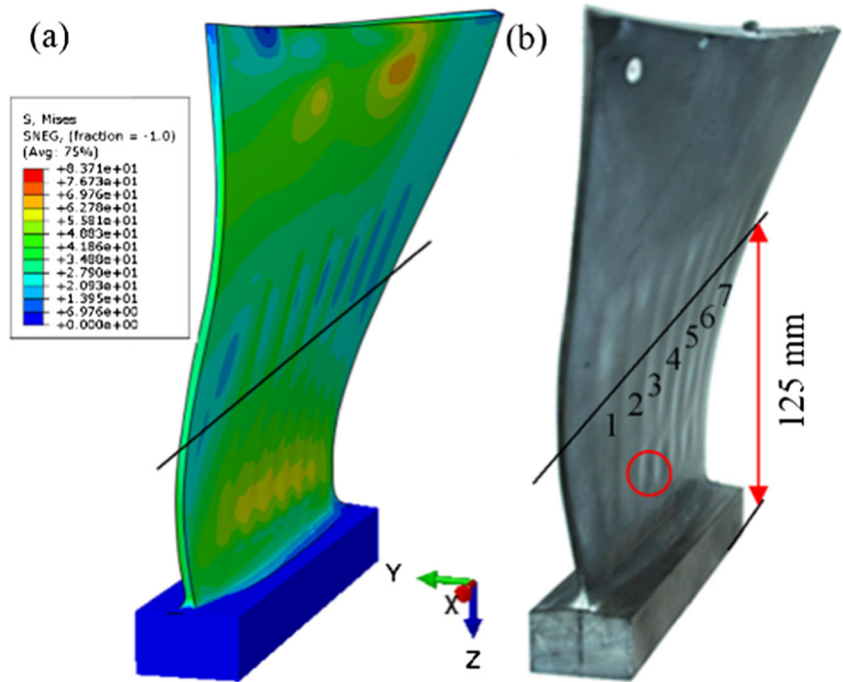 (a)
(b)
S, Mises
SNEG, (fraction = -1.0)
(Avg: 75%)
+8.371e+01
+7.673e+01
+6.976e+01
+6.278e+01
+5.581e+01
+4.883e+01
+4.186e+01
+3.488e+01
+2.790e+01
+2.093e+01
+1.395e+01
+6.976e+00
+0.000e+00
1
2
3
4
5
6
7
125 mm
Y
X
Z